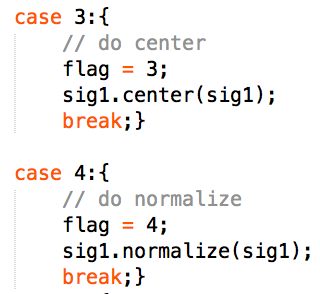 case 3:{
// do center
flag = 3;
sig1.center(sig1);
break;}
case 4:{
// do normalize
flag = 4;
sig1.normalize(sig1);
break;}